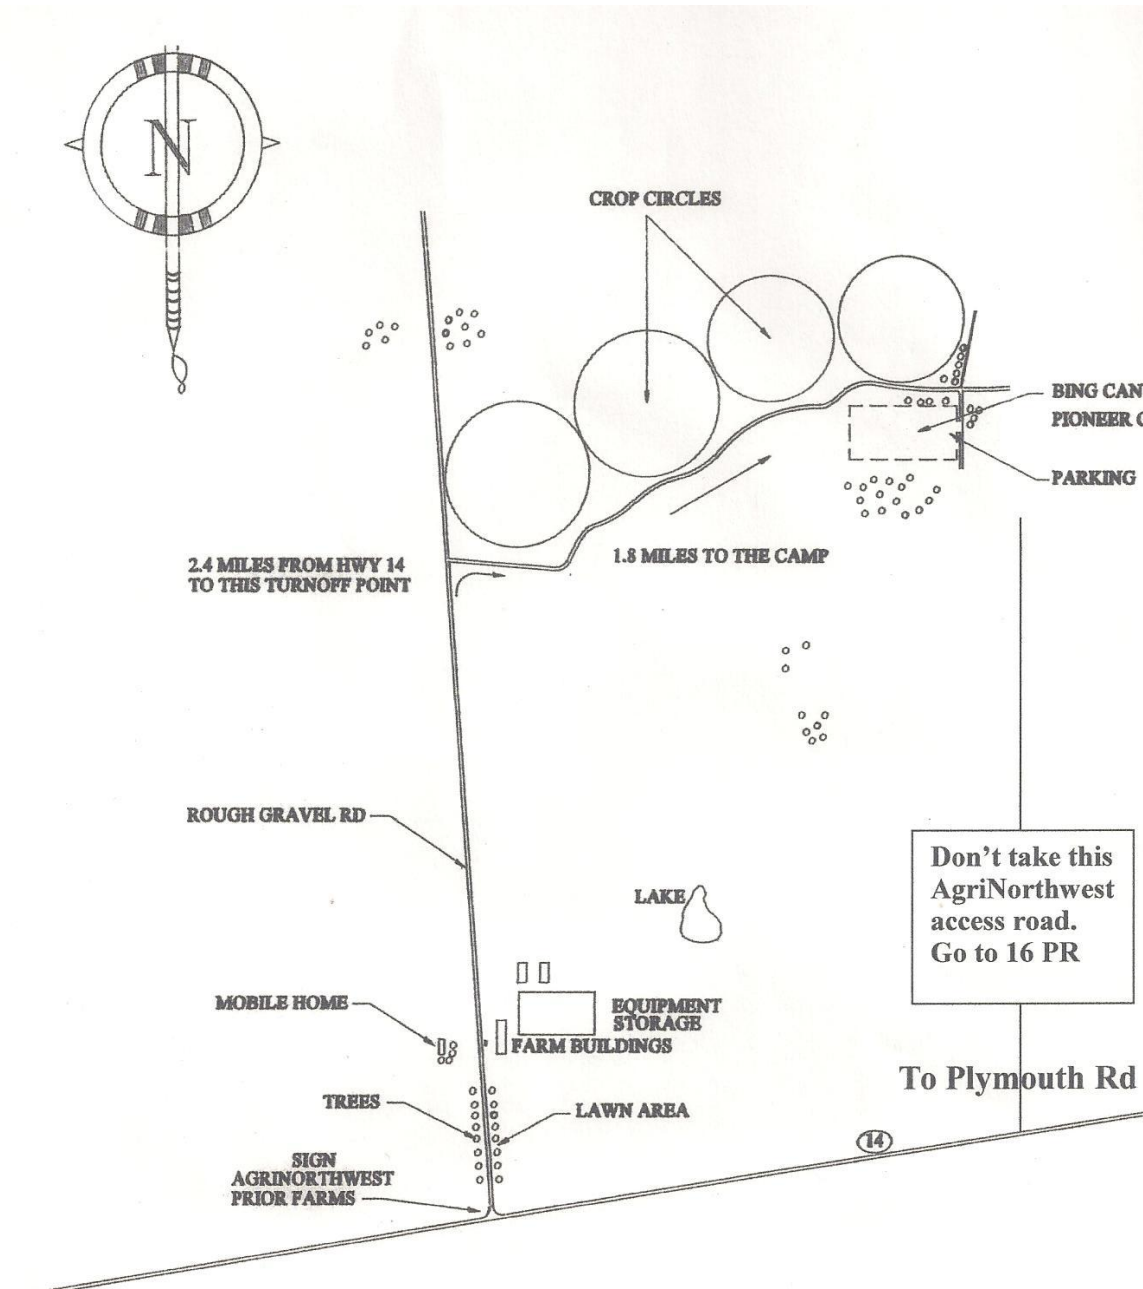 N
CROP CIRCLES
BING CAN
PIONEER C
PARKING
2.4 MILES FROM HWY 14
TO THIS TURNOFF POINT
1.8 MILES TO THE CAMP
ROUGH GRAVEL RD
Don't take this
AgriNorthwest
access road.
Go to 16 PR
LAKE
MOBILE HOME
EQUIPMENT
STORAGE
FARM BUILDINGS
To Plymouth Rd
TREES
LAWN AREA
14
SIGN
AGRINORTHWEST
PRIOR FARMS